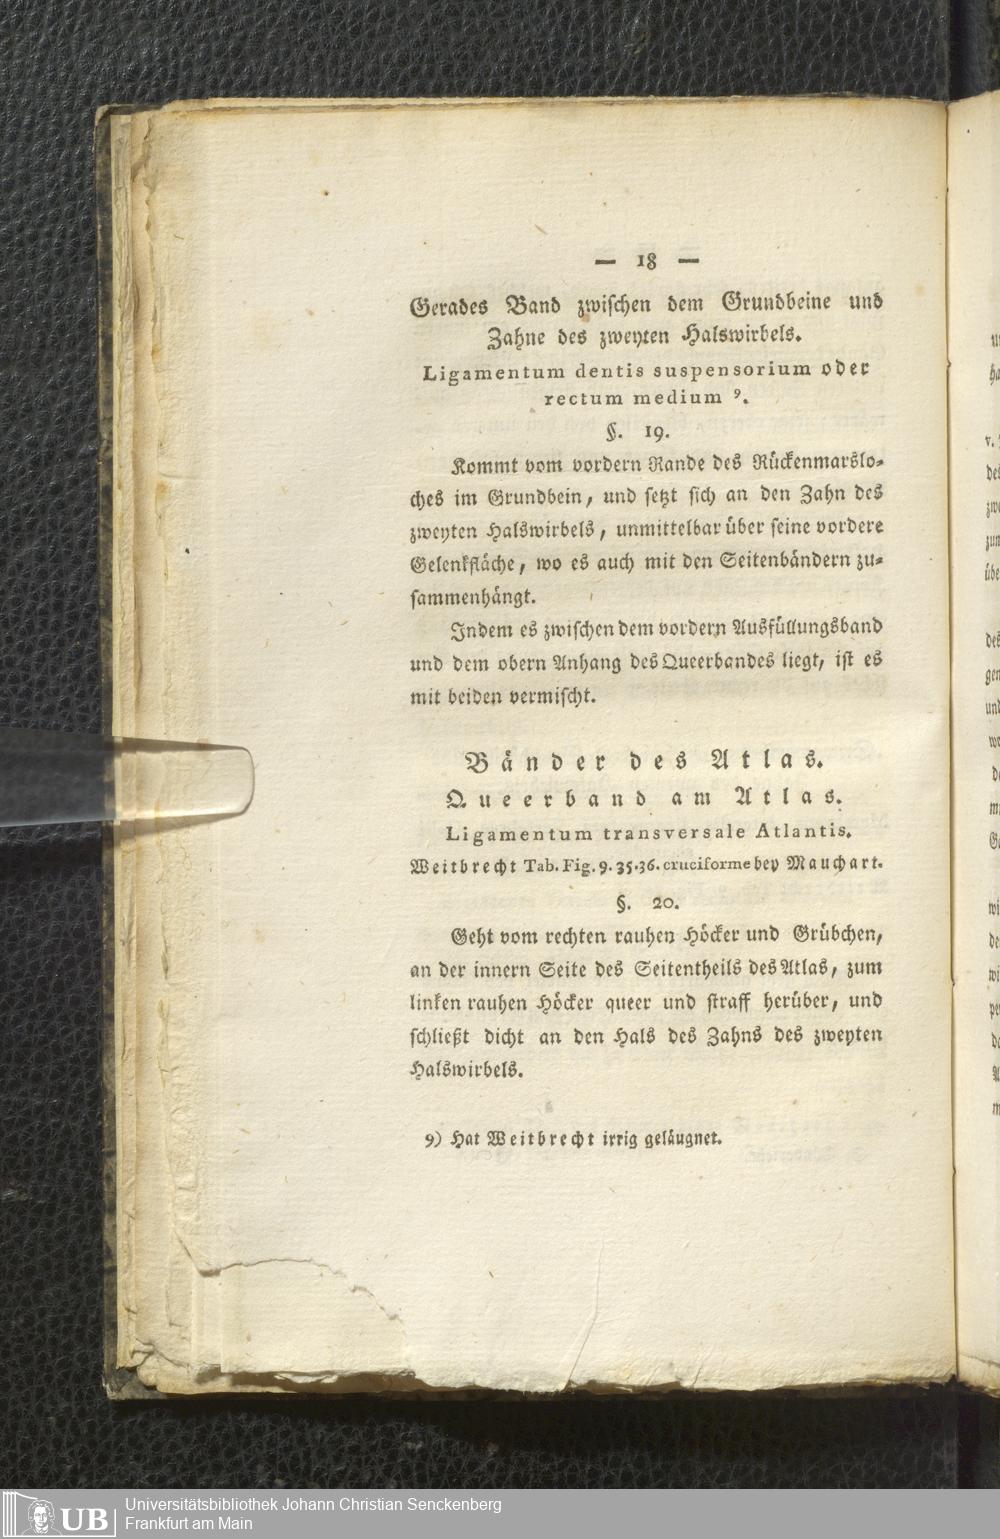 — 18 —
Gerades Band zwischen dem Grundbeine und
Zahne des zweyten Halswirbels.
Ligamentum dentis suspensorium oder
rectum medium ⁹.
§. 19.
Kommt vom vordern Rande des Rückenmarslo-
ches im Grundbein, und setzt sich an den Zahn des
zweyten Halswirbels, unmittelbar über seine vordere
Gelenkfläche, wo es auch mit den Seitenbändern zu-
sammenhängt.
Indem es zwischen dem vordern Ausfüllungsband
und dem obern Anhang des Queerbandes liegt, ist es
mit beiden vermischt.
Bänder des Atlas.
Queerband am Atlas.
Ligamentum transversale Atlantis.
Weitbrecht Tab. Fig. 9. 35. 36. cruciforme bey Mauchart.
§. 20.
Geht vom rechten rauhen Höcker und Grübchen,
an der innern Seite des Seitentheils des Atlas, zum
linken rauhen Höcker queer und straff herüber, und
schließt dicht an den Hals des Zahns des zweyten
Halswirbels.
9) Hat Weitbrecht irrig geläugnet.
UB Universitätsbibliothek Johann Christian Senckenberg
Frankfurt am Main